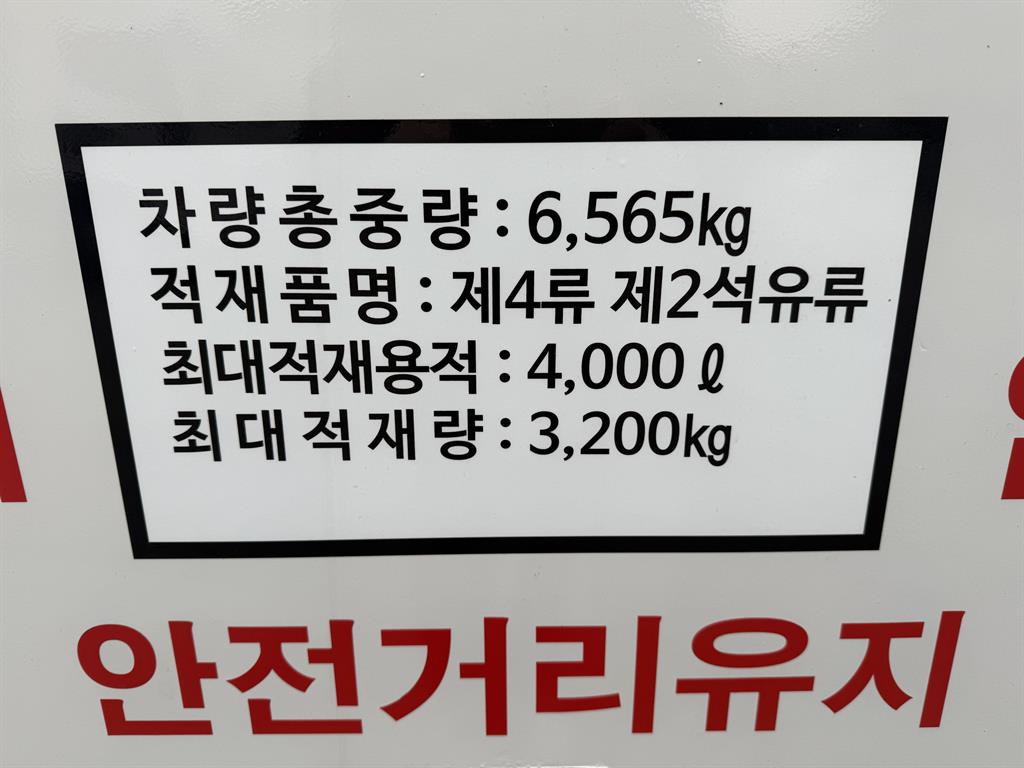 차량총중량 : 6,565kg
적재품명 : 제4류 제2석유류
최대적재용적 : 4,000ℓ
최대적재량 : 3,200kg
안전거리유지